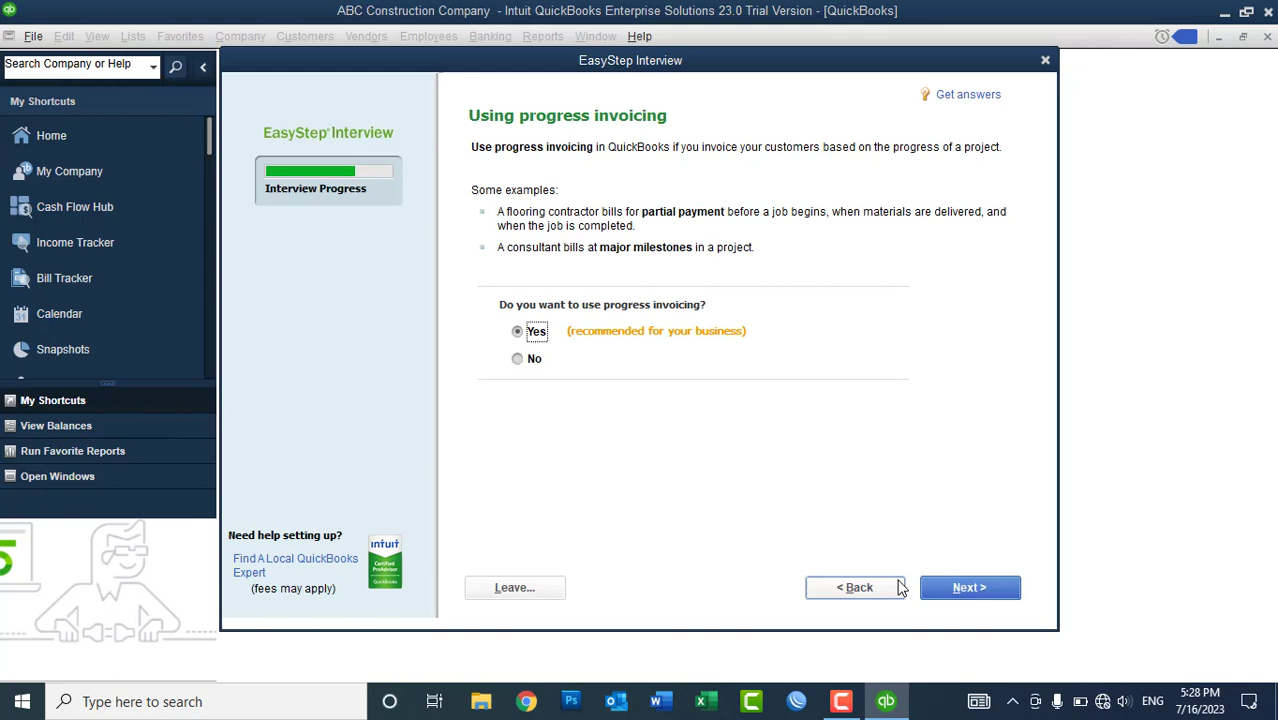 ABC Construction Company - Intuit QuickBooks Enterprise Solutions 23.0 Trial Version - [QuickBooks]
File Edit View Lists Favorites Company Customers Vendors Employees Banking Reports Window Help
Search Company or Help
My Shortcuts
Home
My Company
Cash Flow Hub
Income Tracker
Bill Tracker
Calendar
Snapshots
My Shortcuts
View Balances
Run Favorite Reports
Open Windows
EasyStep Interview
EasyStep Interview
Interview Progress
Need help setting up?
Find A Local QuickBooks
Expert
(fees may apply)
intuit
Certified
ProAdvisor
QuickBooks
Get answers
Using progress invoicing
Use progress invoicing in QuickBooks if you invoice your customers based on the progress of a project.
Some examples:
A flooring contractor bills for partial payment before a job begins, when materials are delivered, and
when the job is completed.
A consultant bills at major milestones in a project.
Do you want to use progress invoicing?
Yes (recommended for your business)
No
Leave...
< Back
Next >
Type here to search
ENG
5:28 PM
7/16/2023